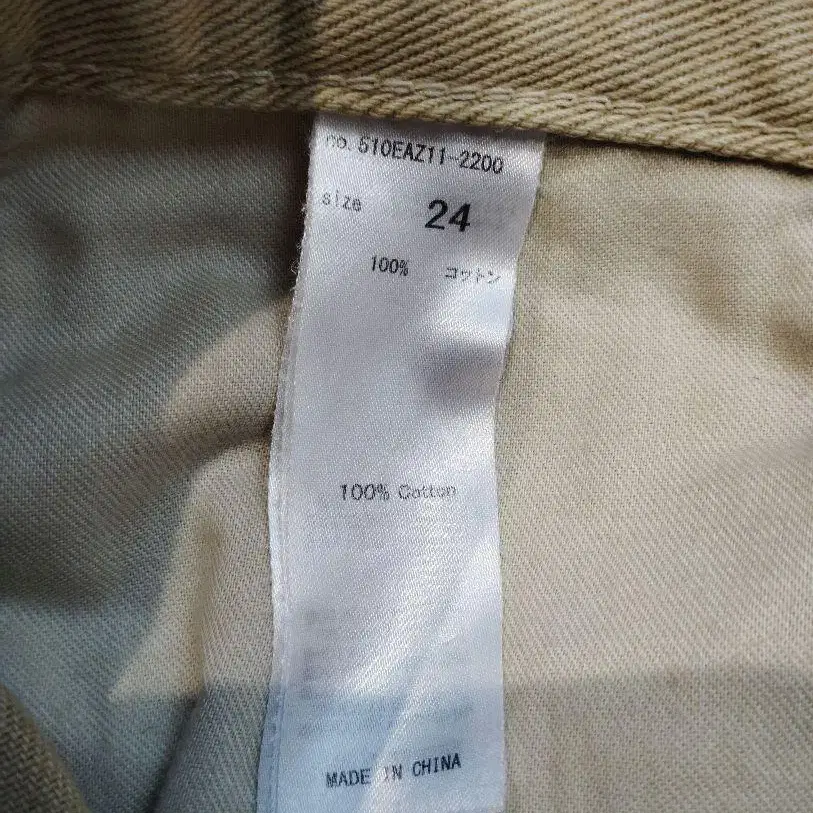 no. 510EAZ11-2200
size 24
100% コットン
100% Cotton
MADE IN CHINA